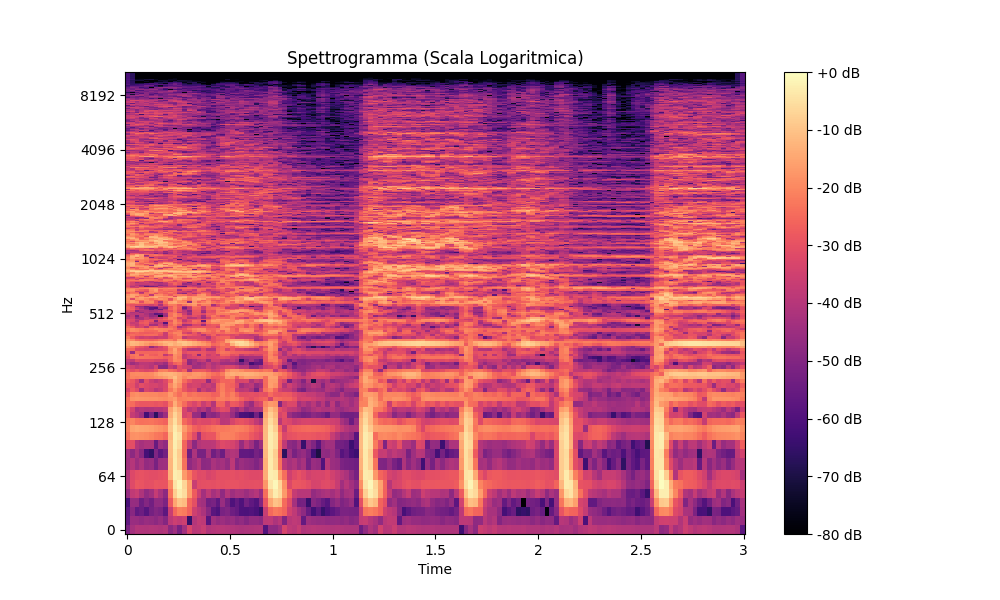 Spettrogramma (Scala Logaritmica)
Hz
8192
4096
2048
1024
512
256
128
64
0
0 0.5 1 1.5 2 2.5 3
Time
+0 dB
-10 dB
-20 dB
-30 dB
-40 dB
-50 dB
-60 dB
-70 dB
-80 dB